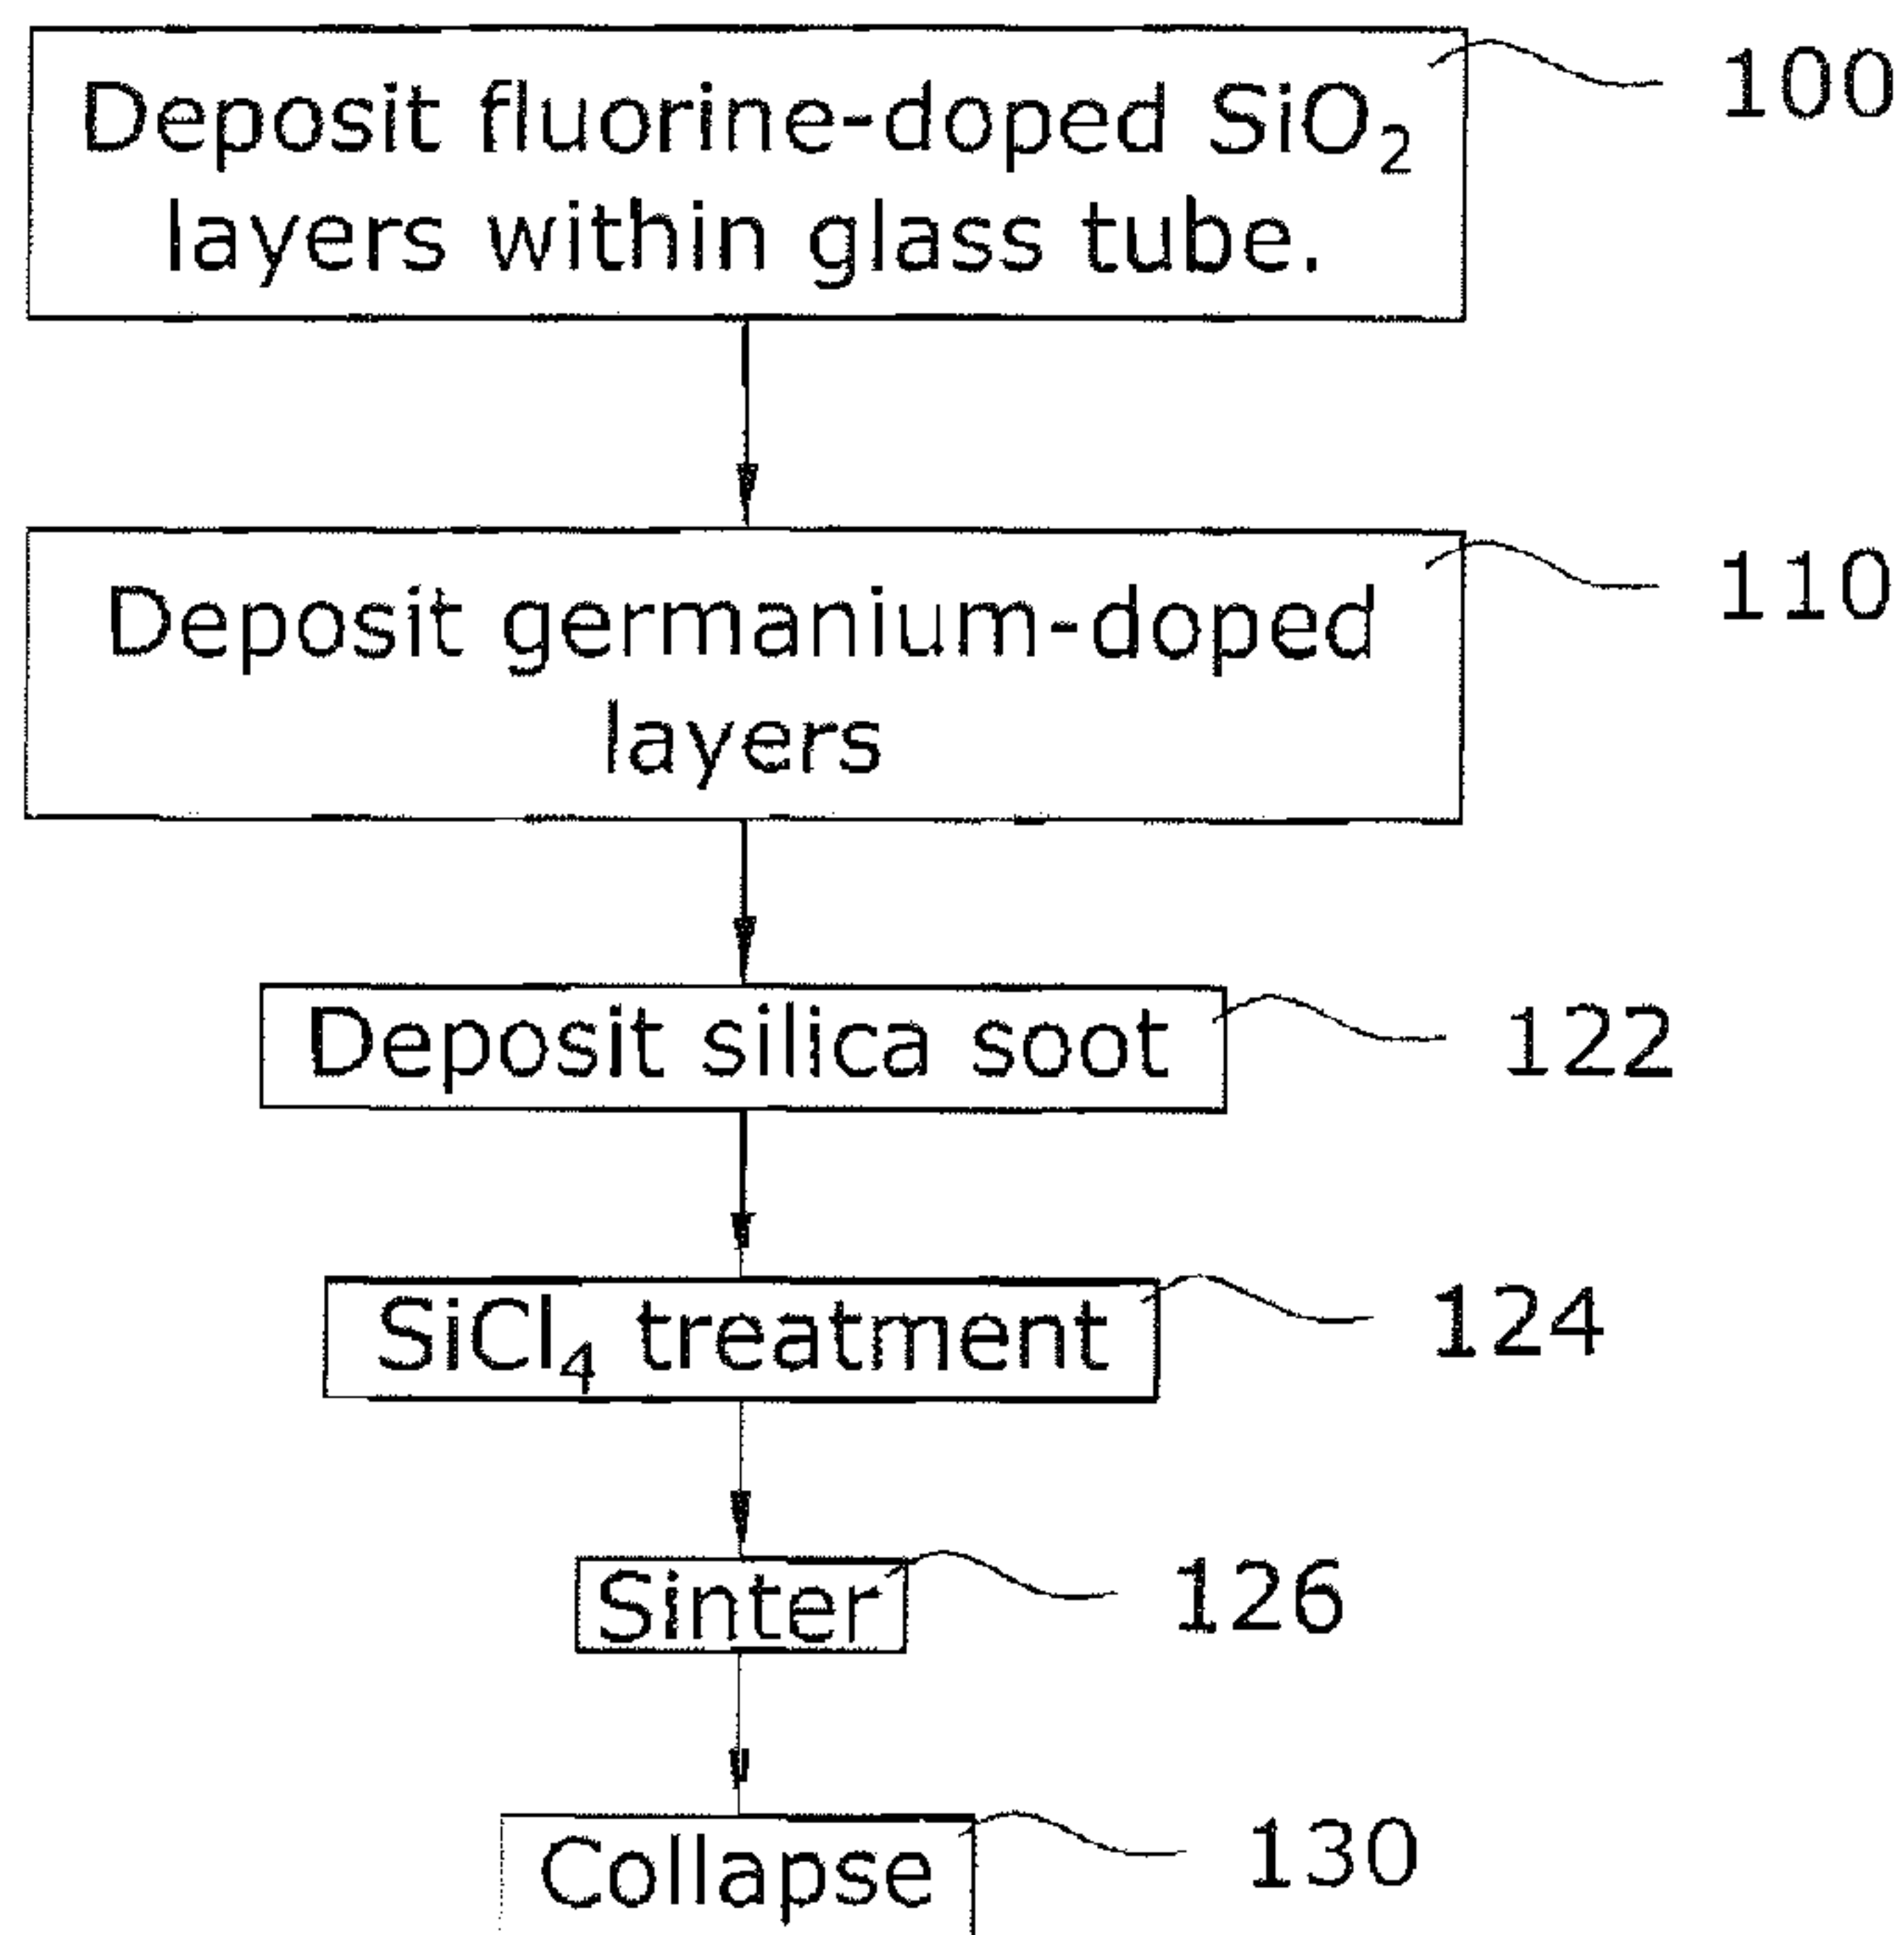 Deposit fluorine-doped SiO₂
layers within glass tube.
100
Deposit germanium-doped
layers
110
Deposit silica soot
122
SiCl₄ treatment
124
Sinter
126
Collapse
130